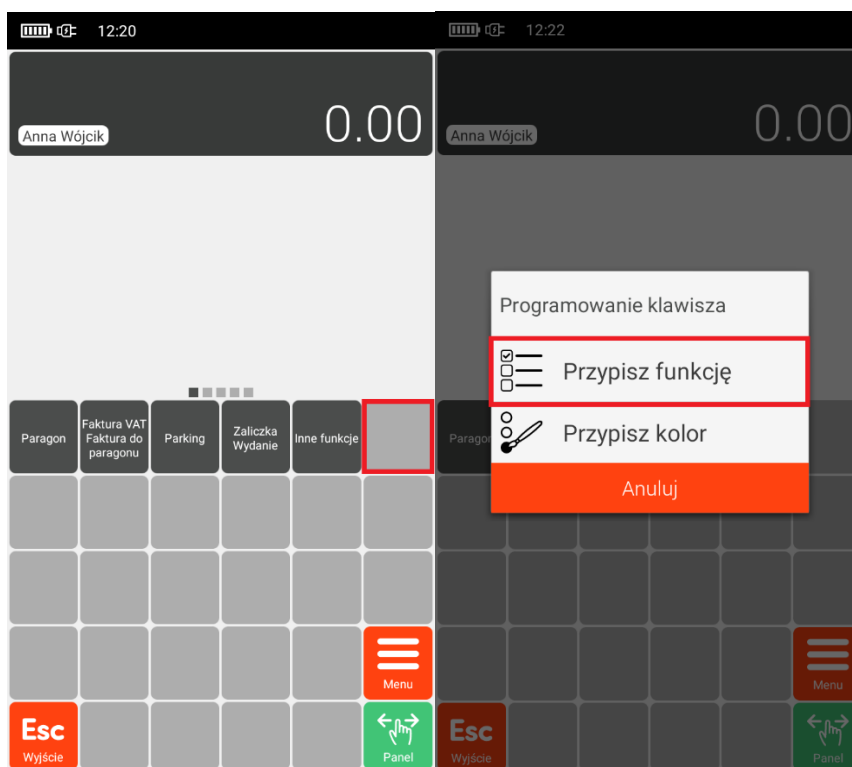 12:20
0.00
Anna Wójcik
Paragon
Faktura VAT
Faktura do
paragonu
Parking
Zaliczka
Wydanie
Inne funkcje
Menu
Esc
Wyjście
Panel
12:22
0.00
Anna Wójcik
Programowanie klawisza
Przypisz funkcję
Przypisz kolor
Anuluj
Paragon
Menu
Esc
Wyjście
Panel